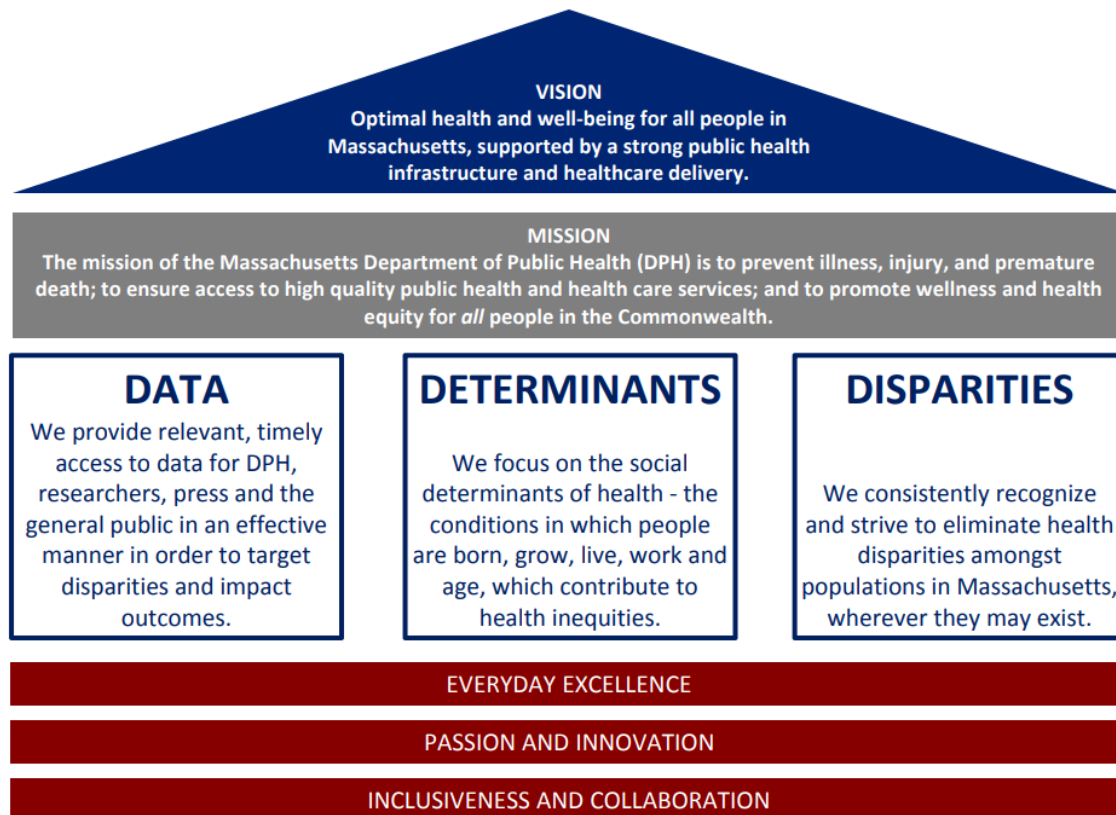 VISION
Optimal health and well-being for all people in
Massachusetts, supported by a strong public health
infrastructure and healthcare delivery.
MISSION
The mission of the Massachusetts Department of Public Health (DPH) is to prevent illness, injury, and premature
death; to ensure access to high quality public health and health care services; and to promote wellness and health
equity for all people in the Commonwealth.
DATA
We provide relevant, timely
access to data for DPH,
researchers, press and the
general public in an effective
manner in order to target
disparities and impact
outcomes.
DETERMINANTS
We focus on the social
determinants of health - the
conditions in which people
are born, grow, live, work and
age, which contribute to
health inequities.
DISPARITIES
We consistently recognize
and strive to eliminate health
disparities amongst
populations in Massachusetts,
wherever they may exist.
EVERYDAY EXCELLENCE
PASSION AND INNOVATION
INCLUSIVENESS AND COLLABORATION